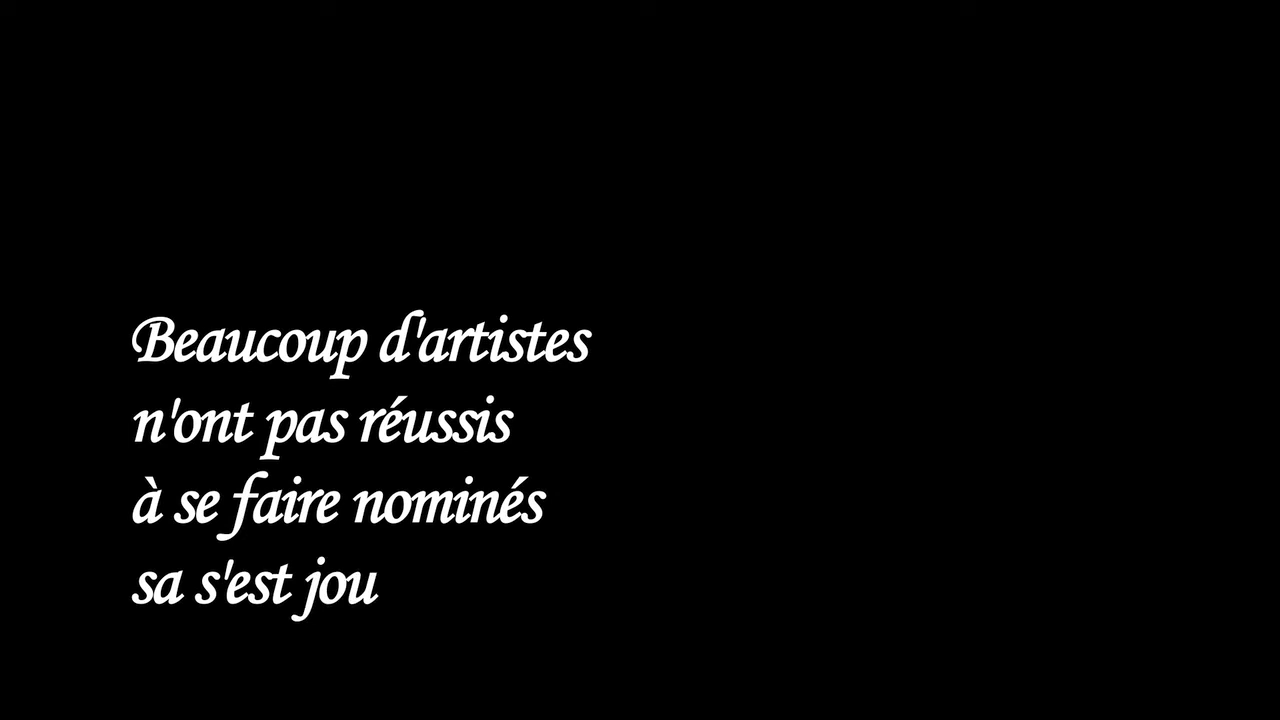 Beaucoup d'artistes
n'ont pas réussis
à se faire nominés
sa s'est jou